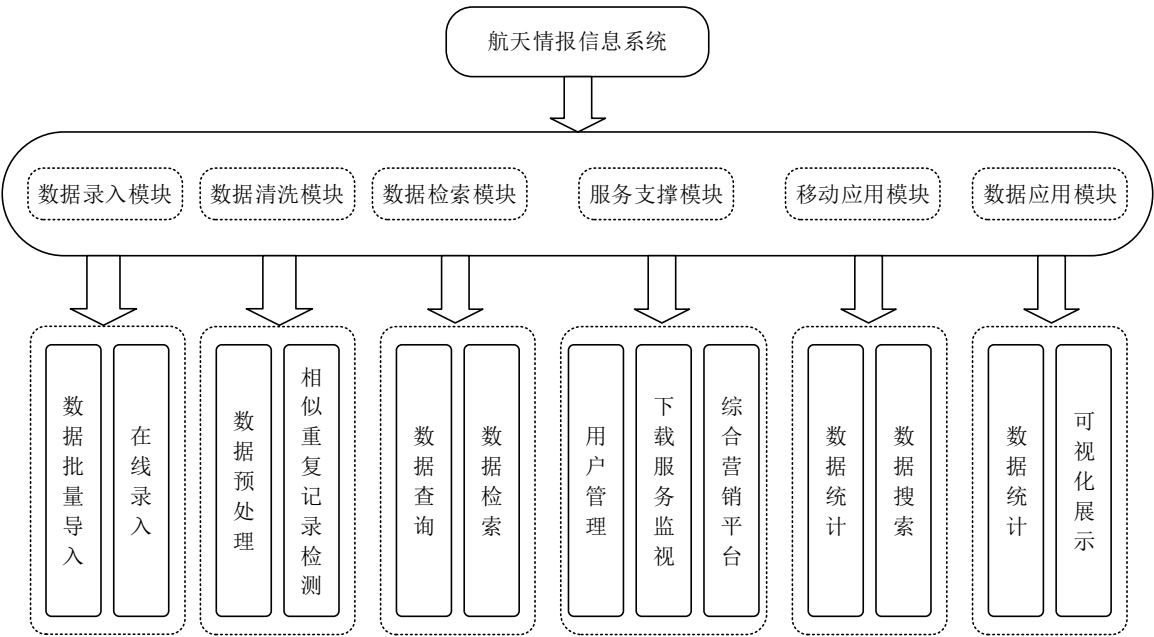 航天情报信息系统
数据录入模块
数据清洗模块
数据检索模块
服务支撑模块
移动应用模块
数据应用模块
数据批量导入
在线录入
数据预处理
相似重复记录检测
数据查询
数据检索
用户管理
下载服务监视
综合营销平台
数据统计
数据搜索
数据统计
可视化展示